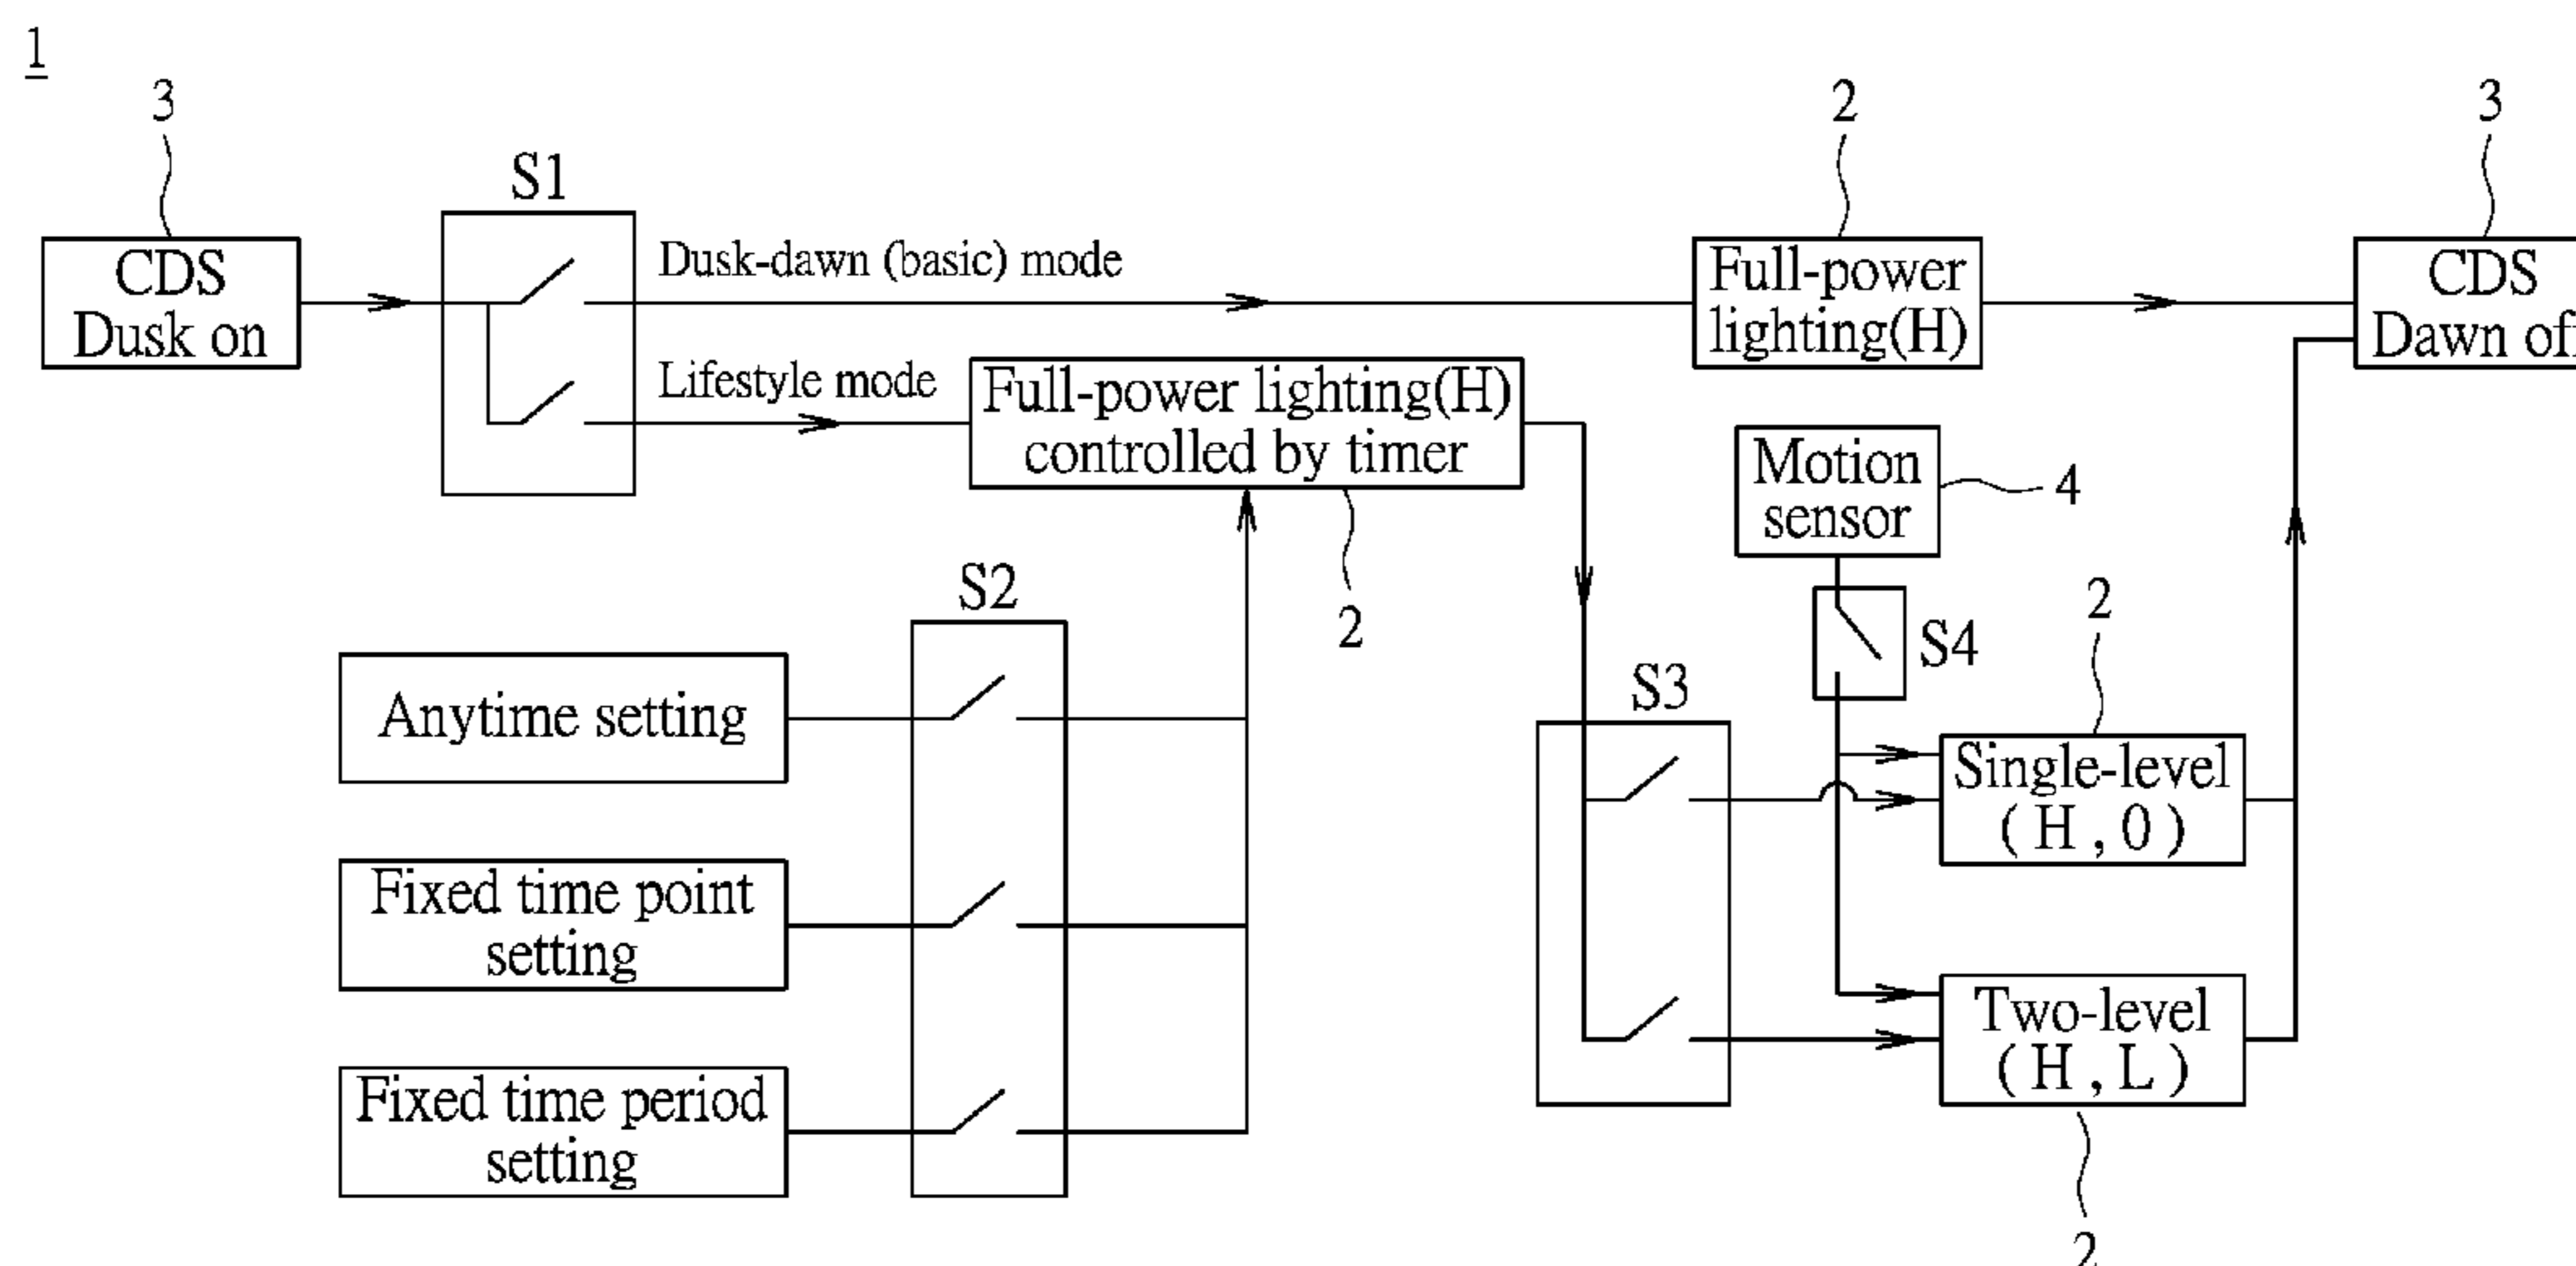 1
3
2
3
S1
CDS
Dusk on
Dusk-dawn (basic) mode
Full-power
lighting(H)
CDS
Dawn of
Lifestyle mode
Full-power lighting(H)
controlled by timer
Motion
sensor
4
S2
2
S4
2
S3
Anytime setting
Single-level
( H , 0 )
Fixed time point
setting
Two-level
( H , L )
Fixed time period
setting
2